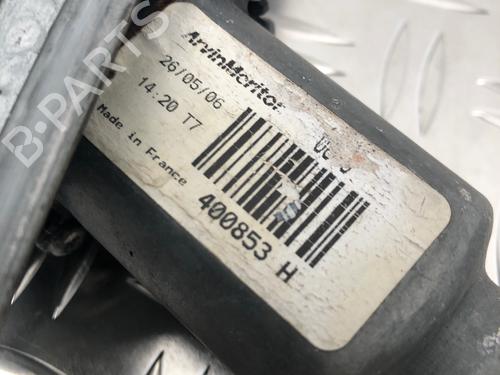 ArvinMeritor
26/05/06
14:20 T7
Made in France
400853 H
B-PARTS